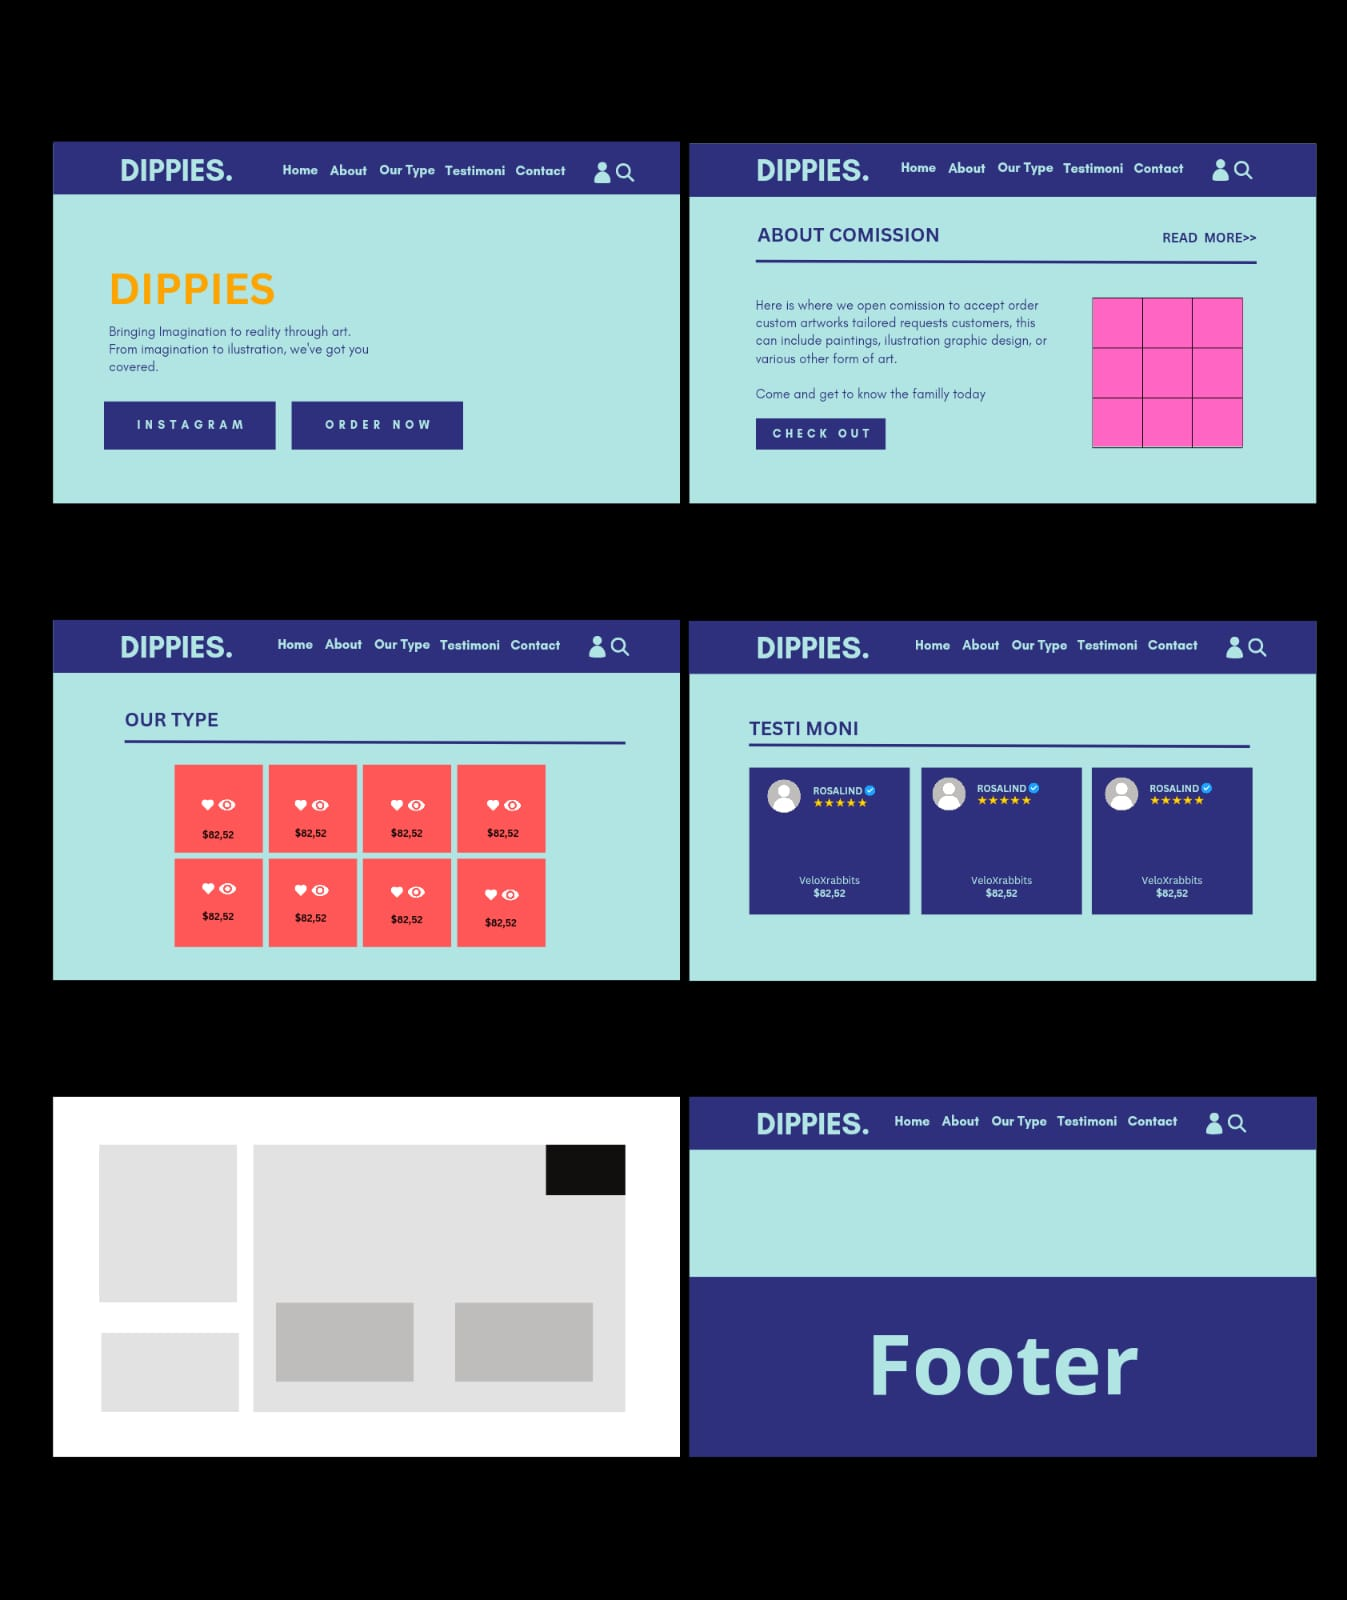 DIPPIES.
Home About Our Type Testimoni Contact
DIPPIES
Bringing Imagination to reality through art.
From imagination to ilustration, we've got you
covered.
INSTAGRAM
ORDER NOW
DIPPIES.
Home About Our Type Testimoni Contact
ABOUT COMISSION
READ MORE>>
Here is where we open comission to accept order
custom artworks tailored requests customers, this
can include paintings, ilustration graphic design, or
various other form of art.
Come and get to know the familly today
CHECK OUT
DIPPIES.
Home About Our Type Testimoni Contact
OUR TYPE
$82,52 $82,52 $82,52 $82,52
$82,52 $82,52 $82,52 $82,52
DIPPIES.
Home About Our Type Testimoni Contact
TESTI MONI
ROSALIND
VeloXrabbits
$82,52
ROSALIND
VeloXrabbits
$82,52
ROSALIND
VeloXrabbits
$82,52
DIPPIES.
Home About Our Type Testimoni Contact
Footer